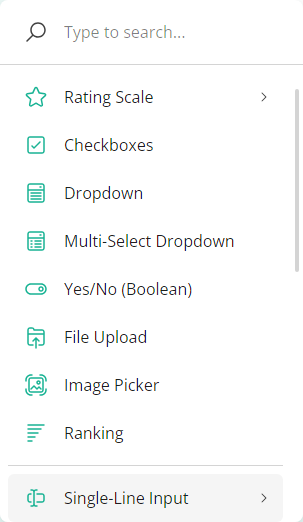 Type to search...
Rating Scale
Checkboxes
Dropdown
Multi-Select Dropdown
Yes/No (Boolean)
File Upload
Image Picker
Ranking
Single-Line Input